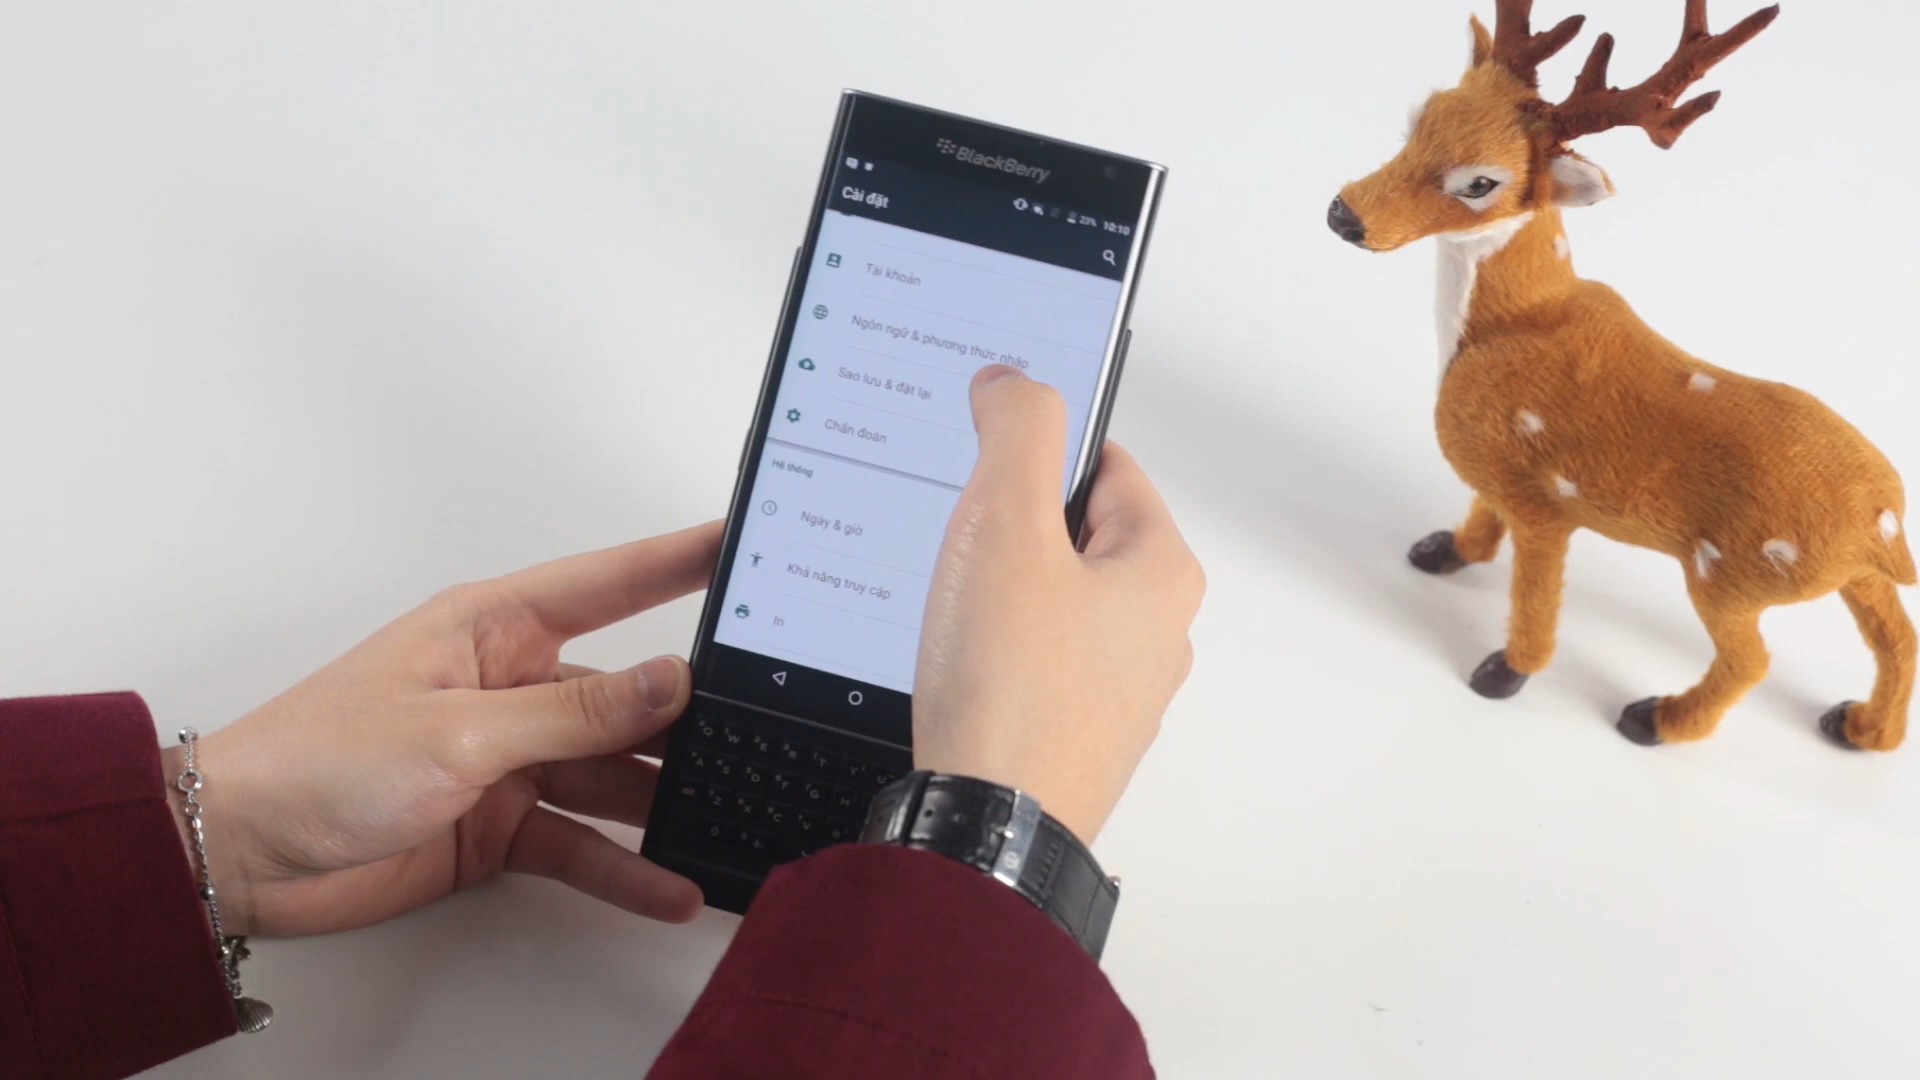 BlackBerry
23% 10:10
Cài đặt
Tài khoản
Ngôn ngữ & phương thức nhập
Sao lưu & đặt lại
Chẩn đoán
Hệ thống
Ngày & giờ
Khả năng truy cập
In
Q W E R T Y U
A S D F G H
Z X C V